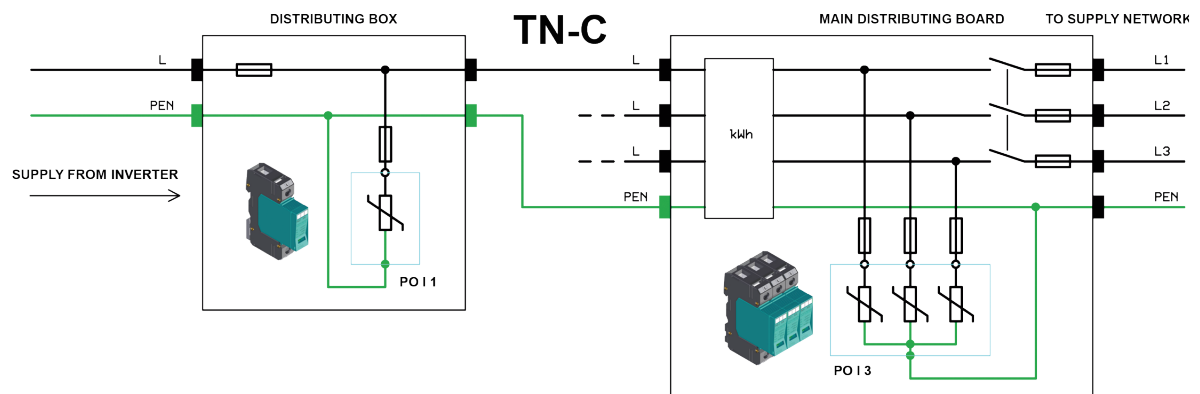 DISTRIBUTING BOX
TN-C
MAIN DISTRIBUTING BOARD
TO SUPPLY NETWORK
L
L
L1
PEN
L
L2
kWh
L
L3
SUPPLY FROM INVERTER
PEN
PEN
PO I 1
PO I 3